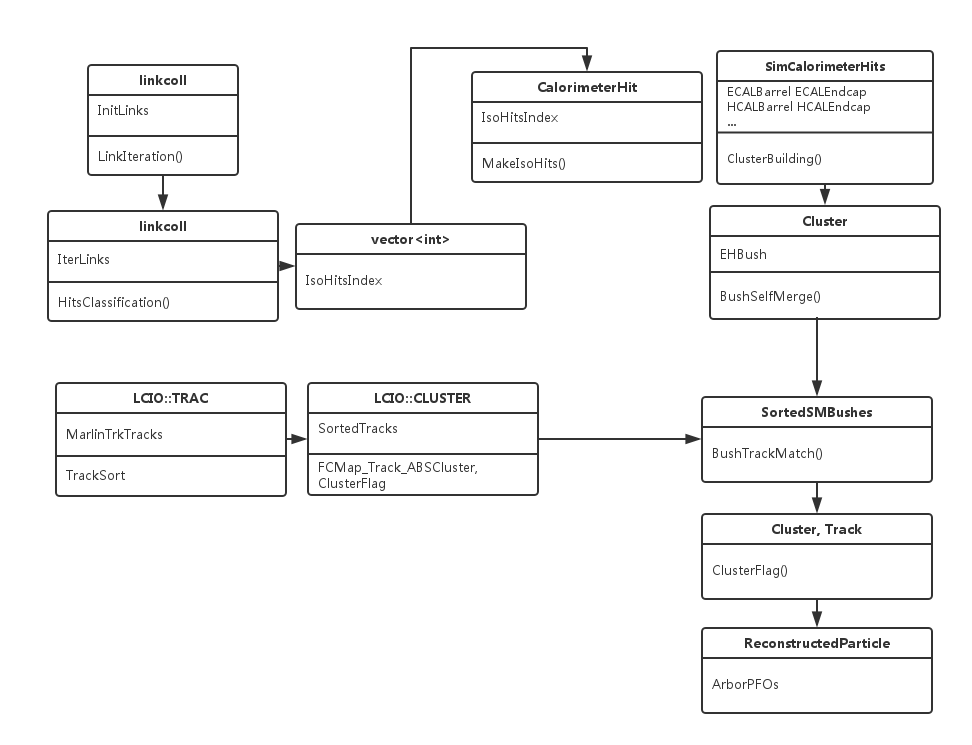 linkcoll
InitLinks
LinkIteration()
linkcoll
IterLinks
HitsClassification()
vector<int>
IsoHitsIndex
CalorimeterHit
IsoHitsIndex
MakeIsoHits()
SimCalorimeterHits
ECALBarrel ECALEndcap
HCALBarrel HCALEndcap
...
ClusterBuilding()
Cluster
EHBush
BushSelfMerge()
LCIO::TRAC
MarlinTrkTracks
TrackSort
LCIO::CLUSTER
SortedTracks
FCMap_Track_ABSCluster,
ClusterFlag
SortedSMBushes
BushTrackMatch()
Cluster, Track
ClusterFlag()
ReconstructedParticle
ArborPFOs